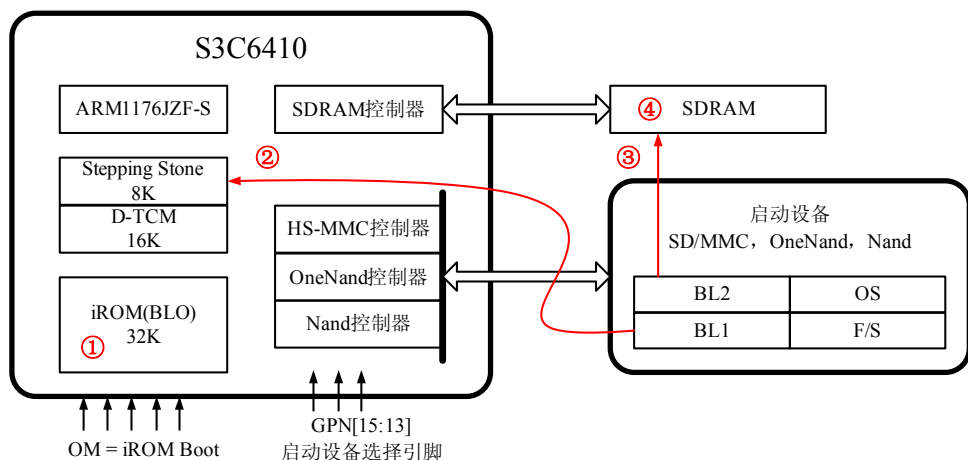 S3C6410
ARM1176JZF-S
SDRAM控制器
④
SDRAM
②
③
Stepping Stone
8K
D-TCM
16K
HS-MMC控制器
OneNand控制器
Nand控制器
启动设备
SD/MMC，OneNand，Nand
BL2
OS
BL1
F/S
iROM(BLO)
32K
①
OM = iROM Boot
GPN[15:13]
启动设备选择引脚